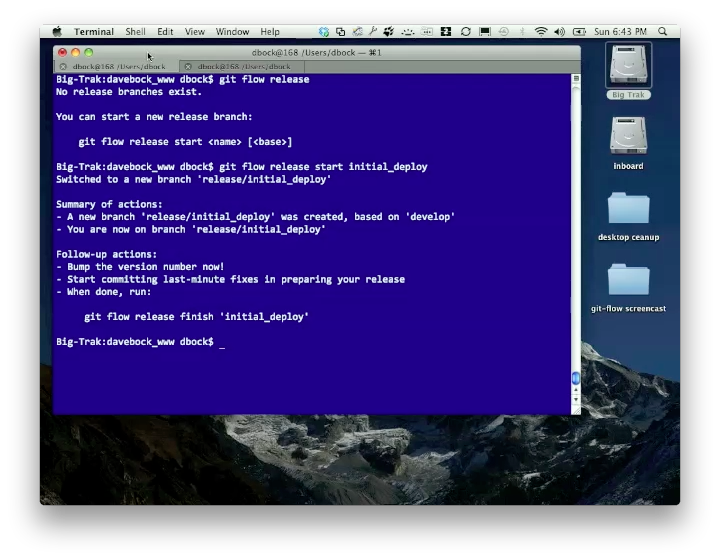 Terminal Shell Edit View Window Help Sun 6:43 PM
dbock@168 /Users/dbock — ⌘1
dbock@168 /Users/dbock dbock@168 /Users/dbock
Big-Trak:davebock_www dbock$ git flow release
No release branches exist.
You can start a new release branch:
git flow release start <name> [<base>]
Big-Trak:davebock_www dbock$ git flow release start initial_deploy
Switched to a new branch 'release/initial_deploy'
Summary of actions:
- A new branch 'release/initial_deploy' was created, based on 'develop'
- You are now on branch 'release/initial_deploy'
Follow-up actions:
- Bump the version number now!
- Start committing last-minute fixes in preparing your release
- When done, run:
git flow release finish 'initial_deploy'
Big-Trak:davebock_www dbock$ _
Big Trak
inboard
desktop ceanup
git-flow screencast